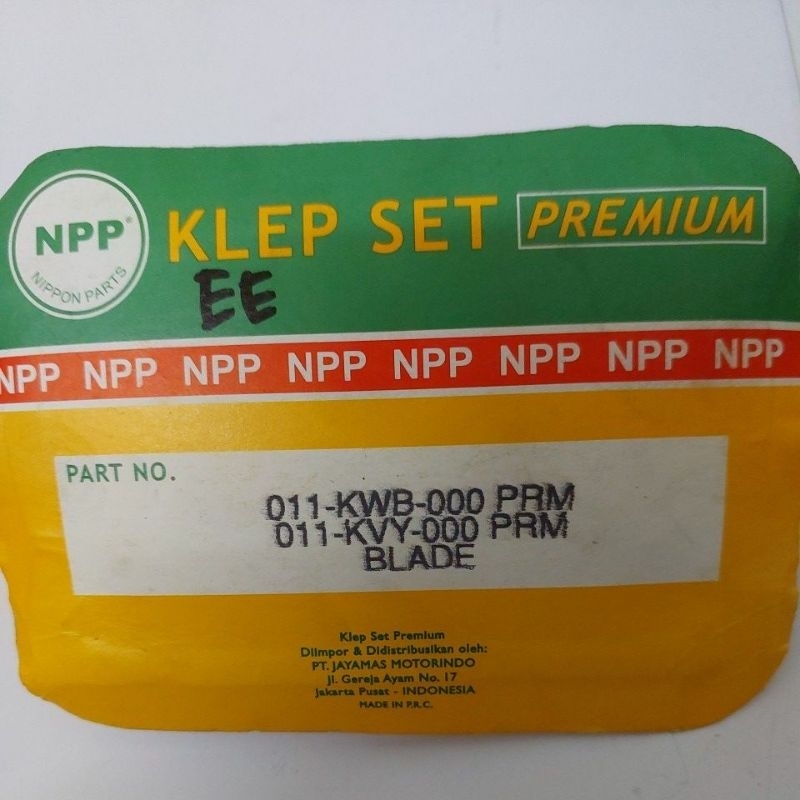 NPP®
NIPPON PARTS
KLEP SET PREMIUM
EE
NPP NPP NPP NPP NPP NPP NPP NPP
PART NO.
011-KWB-000 PRM
011-KVY-000 PRM
BLADE
Klep Set Premium
Diimpor & Didistribusikan oleh:
PT. JAYAMAS MOTORINDO
Jl. Gereja Ayam No. 17
Jakarta Pusat - INDONESIA
MADE IN P.R.C.